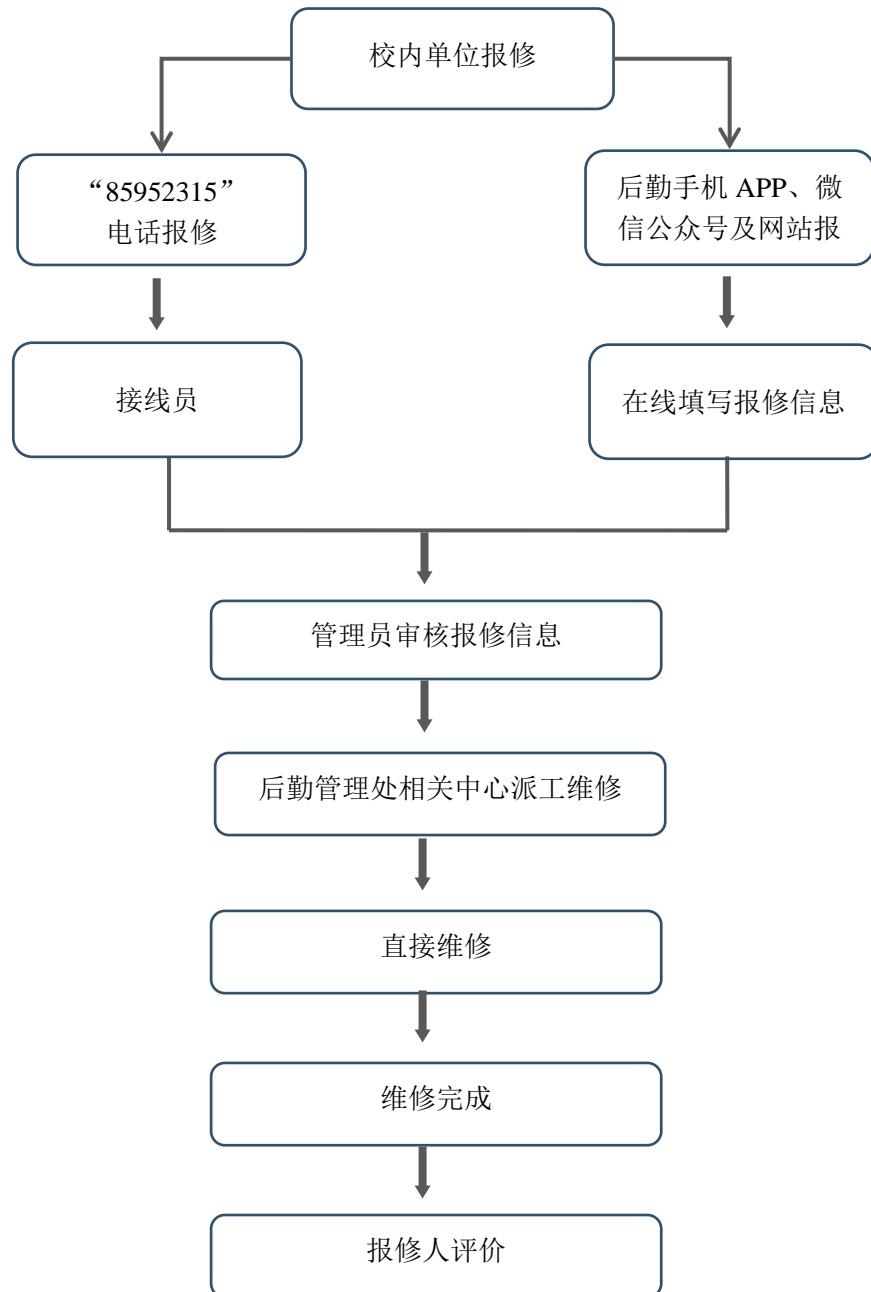 校内单位报修
“85952315”
电话报修
后勤手机 APP、微
信公众号及网站报
接线员
在线填写报修信息
管理员审核报修信息
后勤管理处相关中心派工维修
直接维修
维修完成
报修人评价